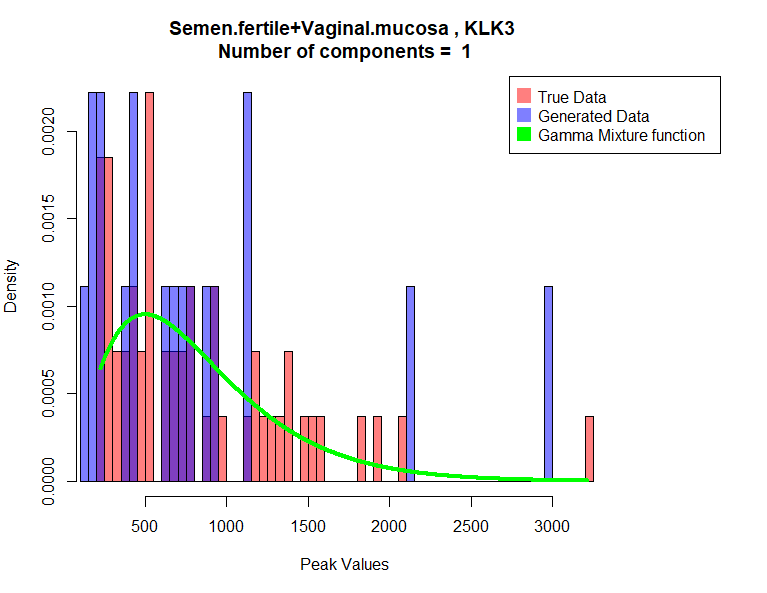 Semen.fertile+Vaginal.mucosa , KLK3
Number of components =  1
True Data
Generated Data
Gamma Mixture function
Density
0.0020
0.0015
0.0010
0.0005
0.0000
500 1000 1500 2000 2500 3000
Peak Values